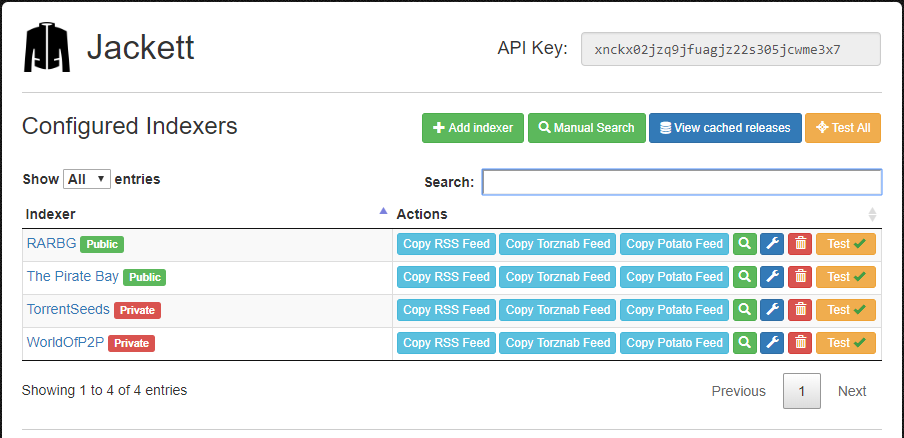 Jackett API Key: xnckx02jzq9jfuagjz22s305jcwme3x7
Configured Indexers Add indexer Manual Search View cached releases Test All
Show All entries Search:
Indexer Actions
RARBG Public Copy RSS Feed Copy Torznab Feed Copy Potato Feed Test
The Pirate Bay Public Copy RSS Feed Copy Torznab Feed Copy Potato Feed Test
TorrentSeeds Private Copy RSS Feed Copy Torznab Feed Copy Potato Feed Test
WorldOfP2P Private Copy RSS Feed Copy Torznab Feed Copy Potato Feed Test
Showing 1 to 4 of 4 entries Previous 1 Next